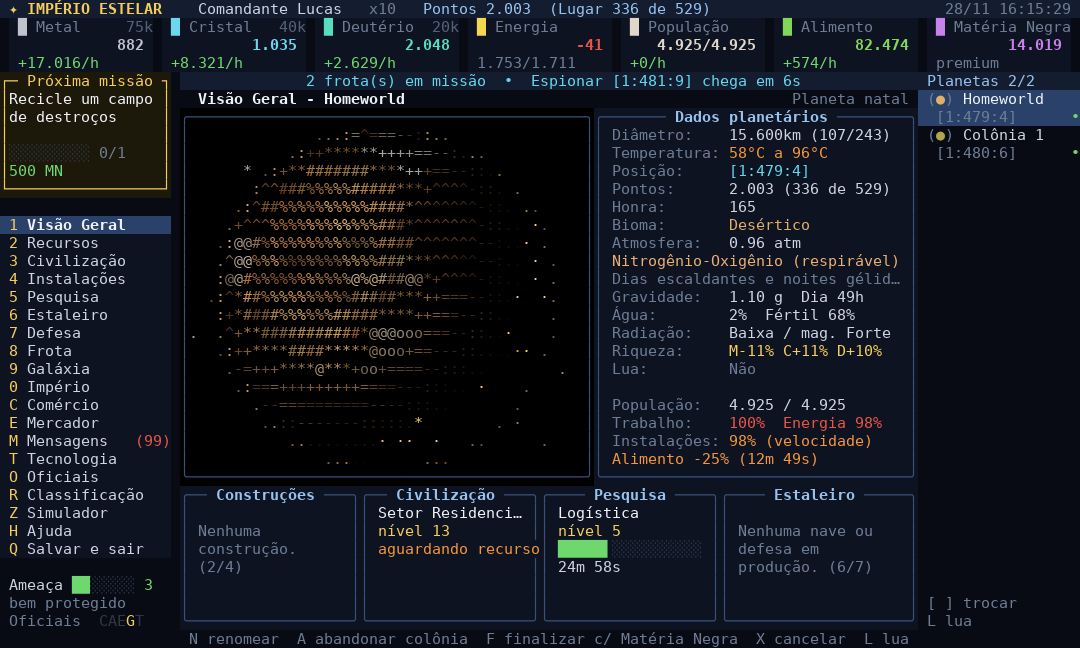 ✦ IMPÉRIO ESTELAR Comandante Lucas x10 Pontos 2.003 (Lugar 336 de 529) 28/11 16:15:29
Metal 75k Cristal 40k Deutério 20k Energia População Alimento Matéria Negra
882 1.035 2.048 -41 4.925/4.925 82.474 14.019
+17.016/h +8.321/h +2.629/h 1.753/1.711 +0/h +574/h premium
Próxima missão
Recicle um campo
de destroços
0/1
500 MN
2 frota(s) em missão • Espionar [1:481:9] chega em 6s
Planetas 2/2
(●) Homeworld
[1:479:4] •
(●) Colônia 1
[1:480:6] •
Visão Geral - Homeworld Planeta natal
1 Visão Geral
2 Recursos
3 Civilização
4 Instalações
5 Pesquisa
6 Estaleiro
7 Defesa
8 Frota
9 Galáxia
0 Império
C Comércio
E Mercador
M Mensagens (99)
T Tecnologia
O Oficiais
R Classificação
Z Simulador
H Ajuda
Q Salvar e sair
Ameaça 3
bem protegido
Oficiais CAEGT
Dados planetários
Diâmetro: 15.600km (107/243)
Temperatura: 58°C a 96°C
Posição: [1:479:4]
Pontos: 2.003 (336 de 529)
Honra: 165
Bioma: Desértico
Atmosfera: 0.96 atm
Nitrogênio-Oxigênio (respirável)
Dias escaldantes e noites gélid…
Gravidade: 1.10 g Dia 49h
Água: 2% Fértil 68%
Radiação: Baixa / mag. Forte
Riqueza: M-11% C+11% D+10%
Lua: Não
População: 4.925 / 4.925
Trabalho: 100% Energia 98%
Instalações: 98% (velocidade)
Alimento -25% (12m 49s)
Construções
Nenhuma
construção.
(2/4)
Civilização
Setor Residenci…
nível 13
aguardando recurso
Pesquisa
Logística
nível 5
24m 58s
Estaleiro
Nenhuma nave ou
defesa em
produção. (6/7)
[ ] trocar
L lua
N renomear A abandonar colônia F finalizar c/ Matéria Negra X cancelar L lua